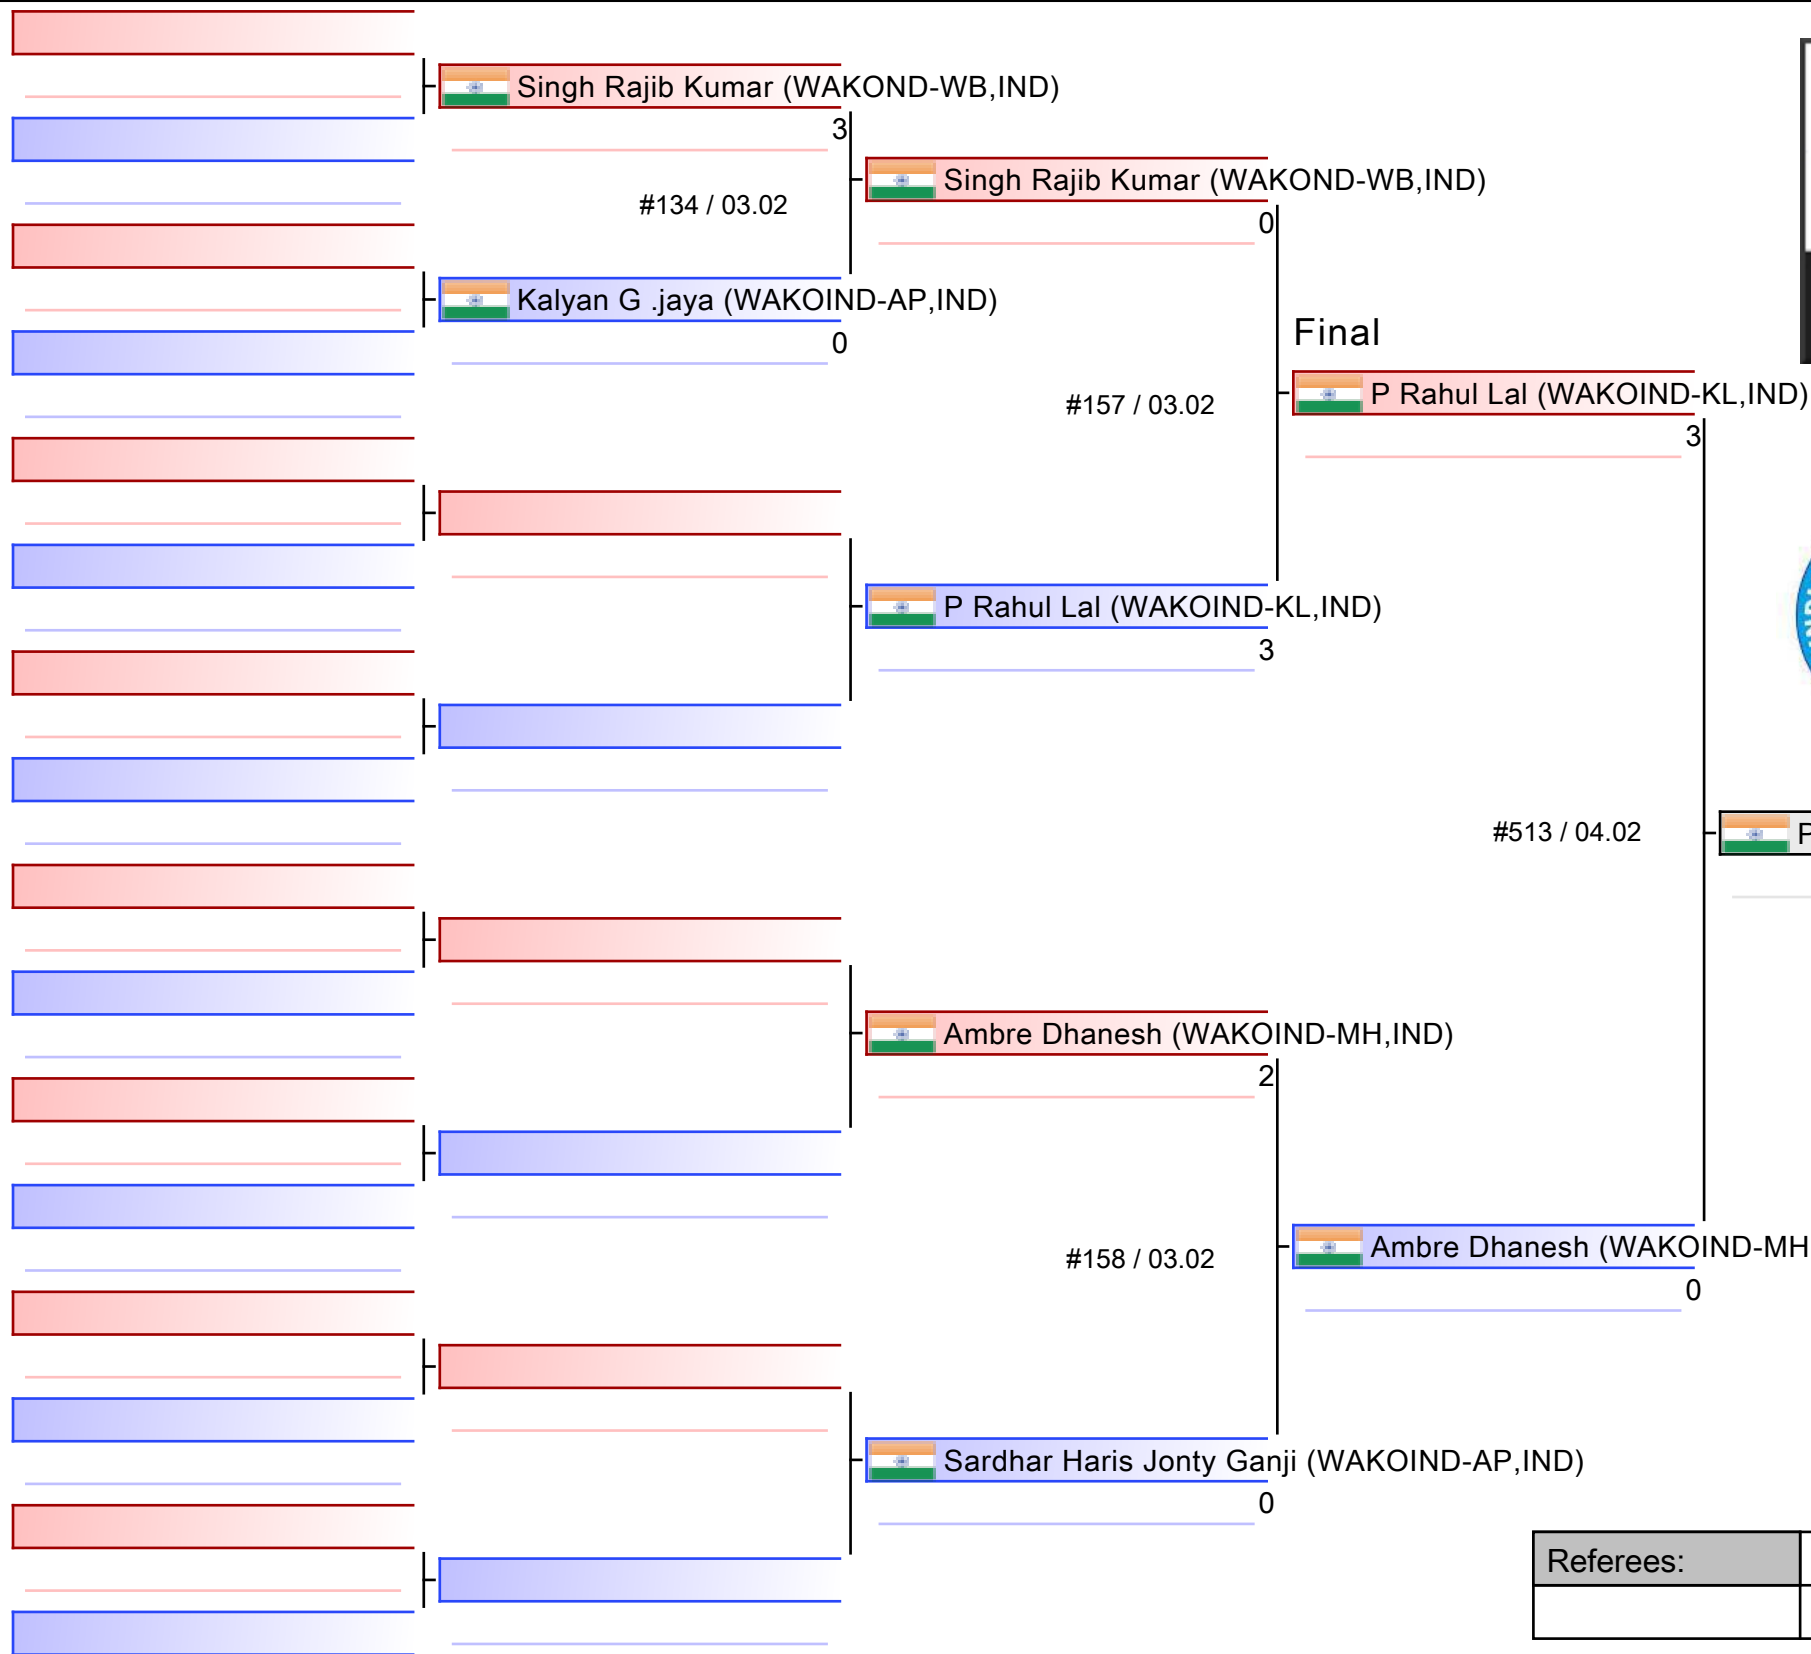 Singh Rajib Kumar (WAKOND-WB,IND)
3
#134 / 03.02
Kalyan G .jaya (WAKOIND-AP,IND)
0
Singh Rajib Kumar (WAKOND-WB,IND)
0
#157 / 03.02
P Rahul Lal (WAKOIND-KL,IND)
3
Final
P Rahul Lal (WAKOIND-KL,IND)
3
#513 / 04.02
P
Ambre Dhanesh (WAKOIND-MH,IND)
2
#158 / 03.02
Sardhar Haris Jonty Ganji (WAKOIND-AP,IND)
0
Ambre Dhanesh (WAKOIND-MH
0
Referees: